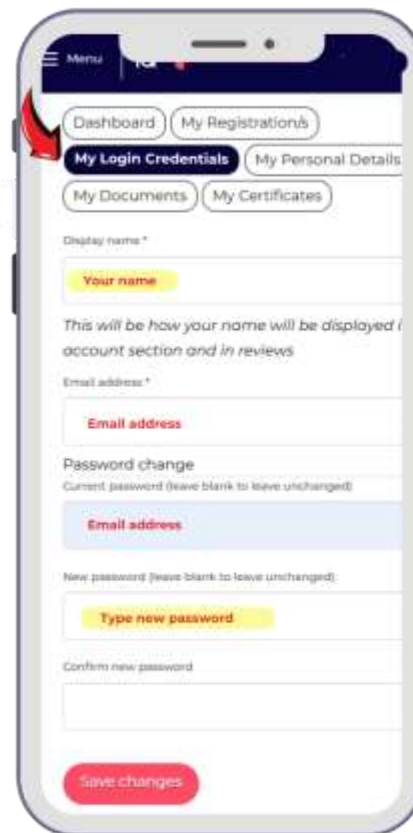 Menu
Dashboard My Registration/s
My Login Credentials My Personal Details
My Documents My Certificates
Display name *
Your name
This will be how your name will be displayed i
account section and in reviews
Email address *
Email address
Password change
Current password (leave blank to leave unchanged)
Email address
New password (leave blank to leave unchanged)
Type new password
Confirm new password
Save changes